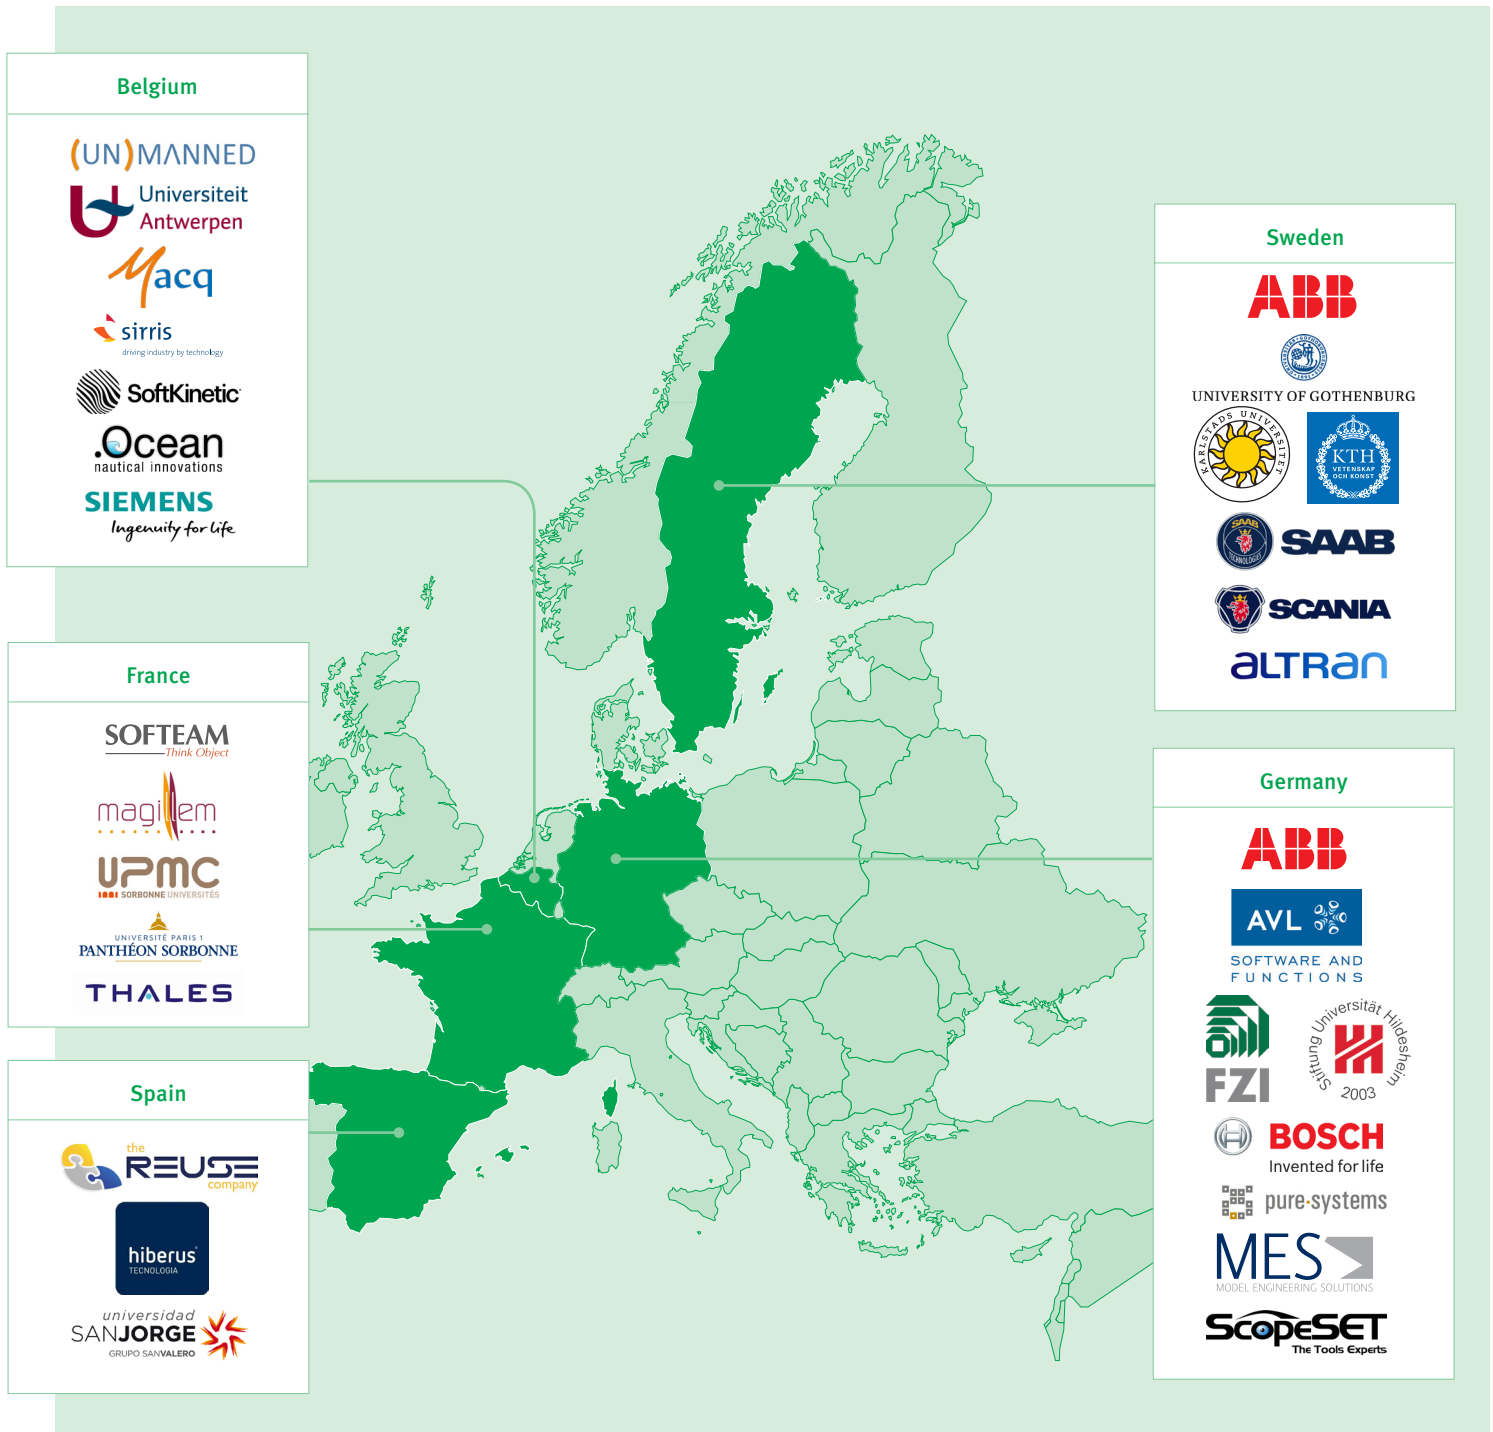 Belgium
(UN)MANNED
Universiteit
Antwerpen
Macq
sirris
driving industry by technology
SoftKinetic
.Ocean
nautical innovations
SIEMENS
Ingenuity for life
France
SOFTEAM
Think Object
magillem
UPMC
SORBONNE UNIVERSITÉS
UNIVERSITÉ PARIS 1
PANTHÉON SORBONNE
THALES
Spain
the
REUSE
company
hiberus
TECNOLOGIA
universidad
SANJORGE
GRUPO SANVALERO
Sweden
ABB
UNIVERSITY OF GOTHENBURG
KARLSTADS UNIVERSITET
KTH
VETENSKAP
OCH KONST
SAAB
TECHNOLOGIES
SAAB
SCANIA
ALTRAN
Germany
ABB
AVL
SOFTWARE AND
FUNCTIONS
FZI
Stiftung Universität Hildesheim
2003
BOSCH
Invented for life
pure·systems
MES
MODEL ENGINEERING SOLUTIONS
ScopeSET
The Tools Experts